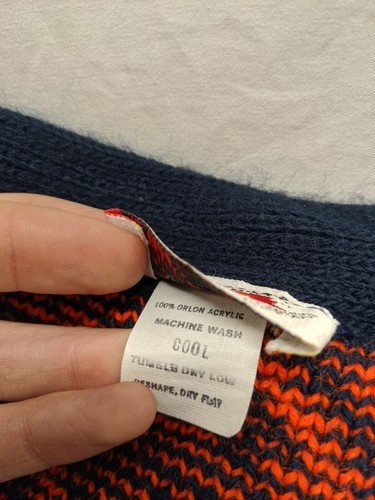 100% ORLON ACRYLIC
MACHINE WASH
COOL
TUMBLE DRY LOW
RESHAPE, DRY FLAT